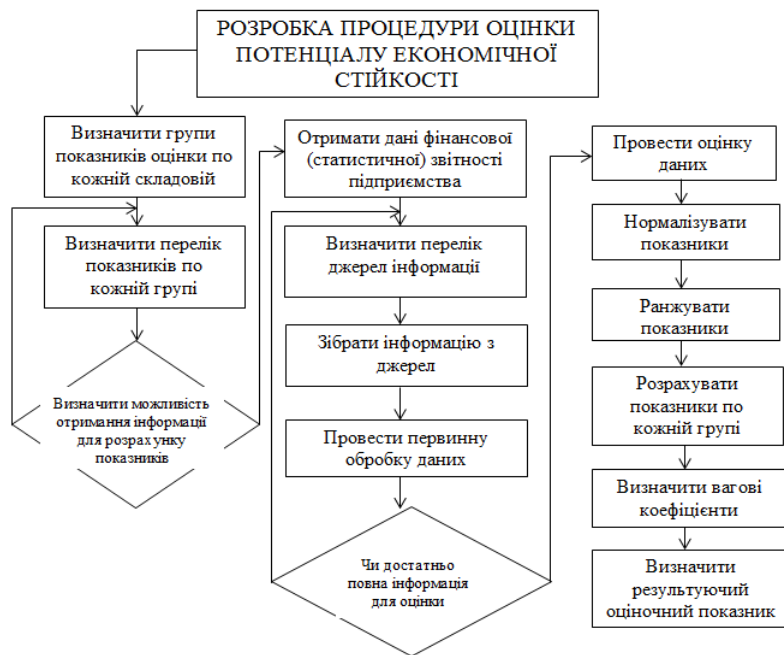 РОЗРОБКА ПРОЦЕДУРИ ОЦІНКИ
ПОТЕНЦІАЛУ ЕКОНОМІЧНОЇ
СТІЙКОСТІ
Визначити групи
показників оцінки по
кожній складовій
Визначити перелік
показників по
кожній групі
Визначити можливість
отримання інформації
для розрахунку
показників
Отримати дані фінансової
(статистичної) звітності
підприємства
Визначити перелік
джерел інформації
Зібрати інформацію з
джерел
Провести первинну
обробку даних
Чи достатньо
повна інформація
для оцінки
Провести оцінку
даних
Нормалізувати
показники
Ранжувати
показники
Розрахувати
показники по
кожній групі
Визначити вагові
коефіцієнти
Визначити
результуючий
оціночний показник